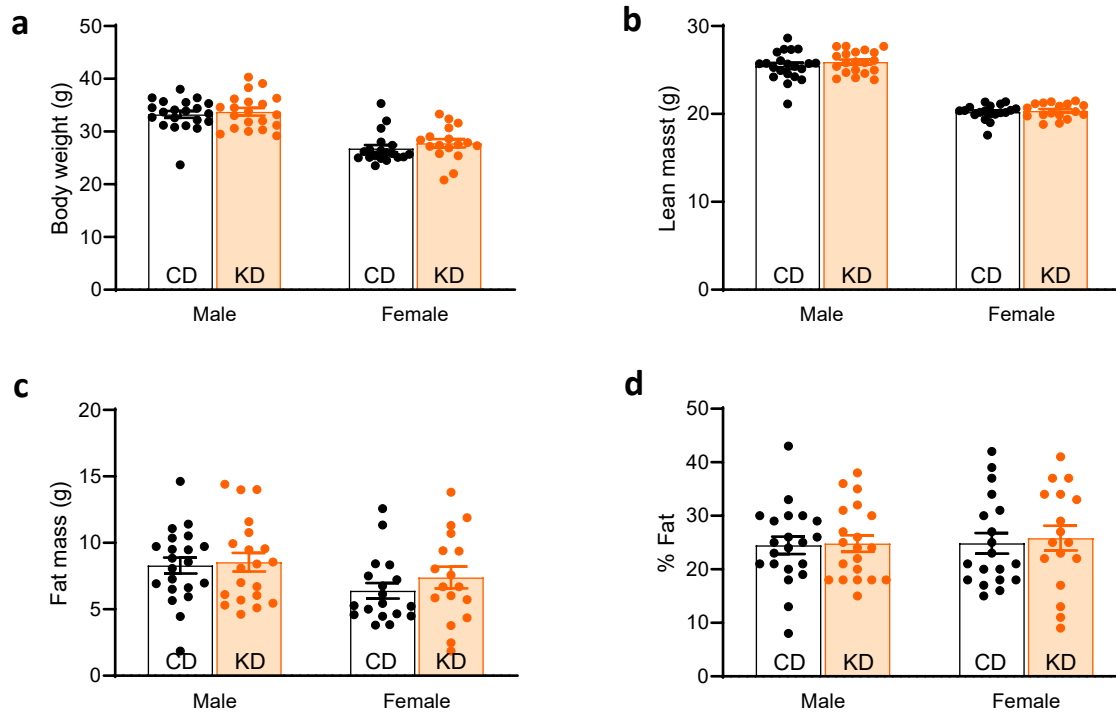 a
Body weight (g)
50
40
30
20
10
0
CD KD CD KD
Male Female
b
Lean masst (g)
30
20
10
0
CD KD CD KD
Male Female
c
Fat mass (g)
20
15
10
5
0
CD KD CD KD
Male Female
d
% Fat
50
40
30
20
10
0
CD KD CD KD
Male Female